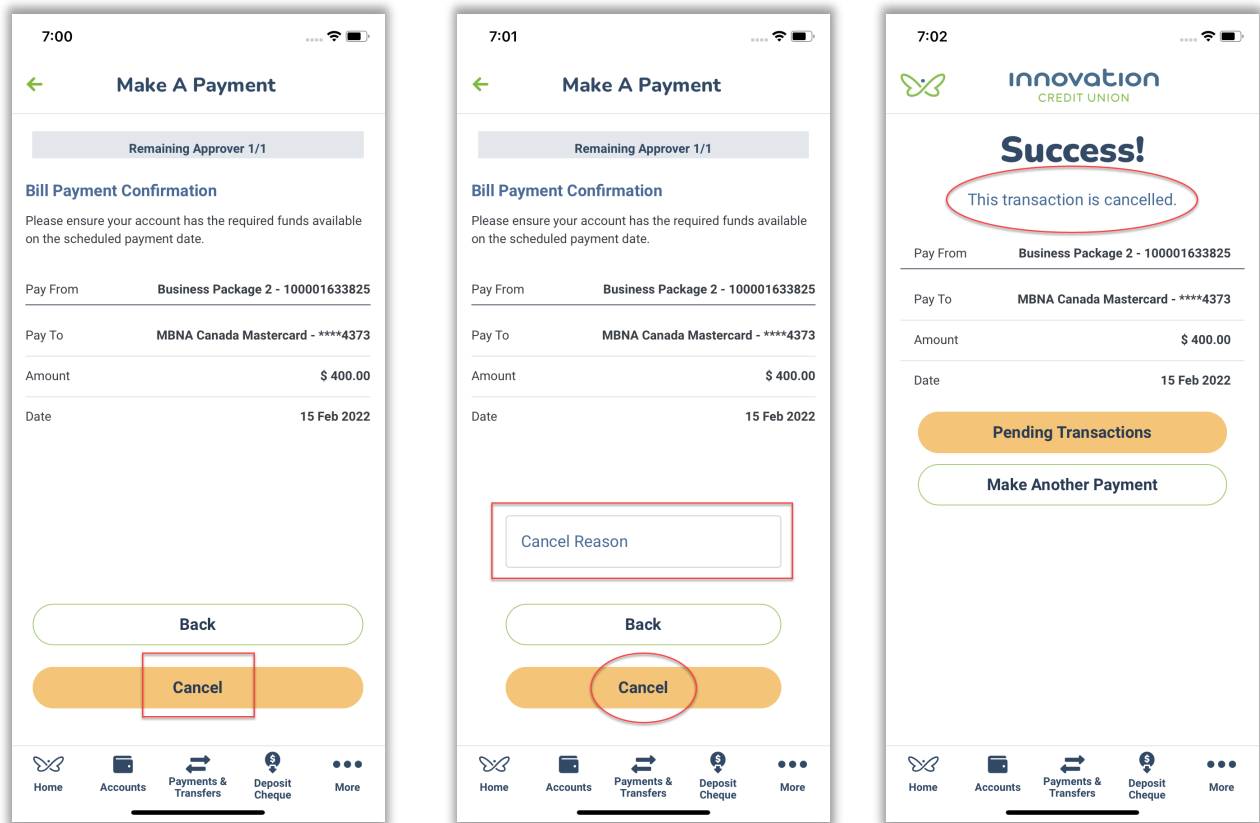 7:00
Make A Payment
Remaining Approver 1/1
Bill Payment Confirmation
Please ensure your account has the required funds available
on the scheduled payment date.
Pay From Business Package 2 - 100001633825
Pay To MBNA Canada Mastercard - ****4373
Amount $ 400.00
Date 15 Feb 2022
Back
Cancel
Home Accounts Payments & Transfers Deposit Cheque More
7:01
Make A Payment
Remaining Approver 1/1
Bill Payment Confirmation
Please ensure your account has the required funds available
on the scheduled payment date.
Pay From Business Package 2 - 100001633825
Pay To MBNA Canada Mastercard - ****4373
Amount $ 400.00
Date 15 Feb 2022
Cancel Reason
Back
Cancel
Home Accounts Payments & Transfers Deposit Cheque More
7:02
innovation
CREDIT UNION
Success!
This transaction is cancelled.
Pay From Business Package 2 - 100001633825
Pay To MBNA Canada Mastercard - ****4373
Amount $ 400.00
Date 15 Feb 2022
Pending Transactions
Make Another Payment
Home Accounts Payments & Transfers Deposit Cheque More